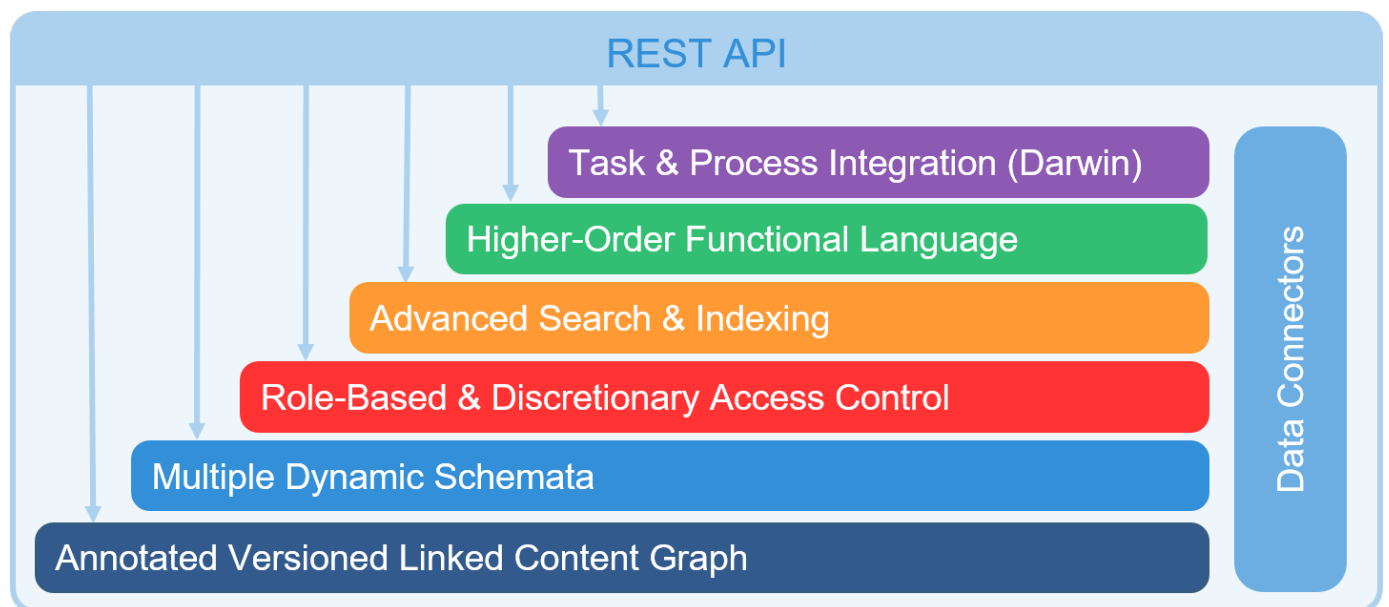 REST API
Task & Process Integration (Darwin)
Higher-Order Functional Language
Advanced Search & Indexing
Role-Based & Discretionary Access Control
Multiple Dynamic Schemata
Annotated Versioned Linked Content Graph
Data Connectors